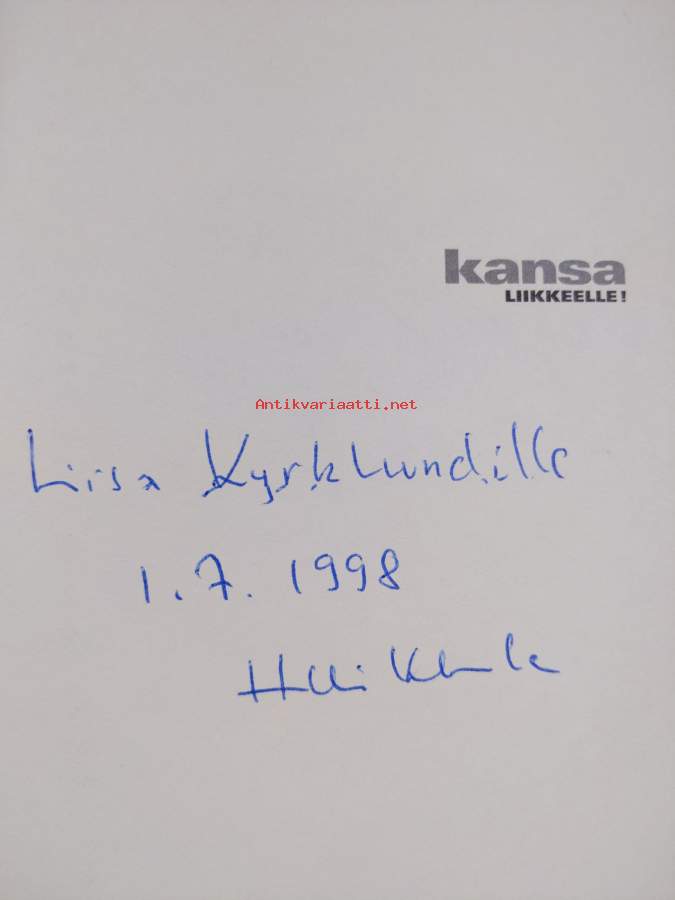 kansa
LIIKKEELLE!
Antikvariaatti.net
Liisa Kyrklundille
1.7.1998